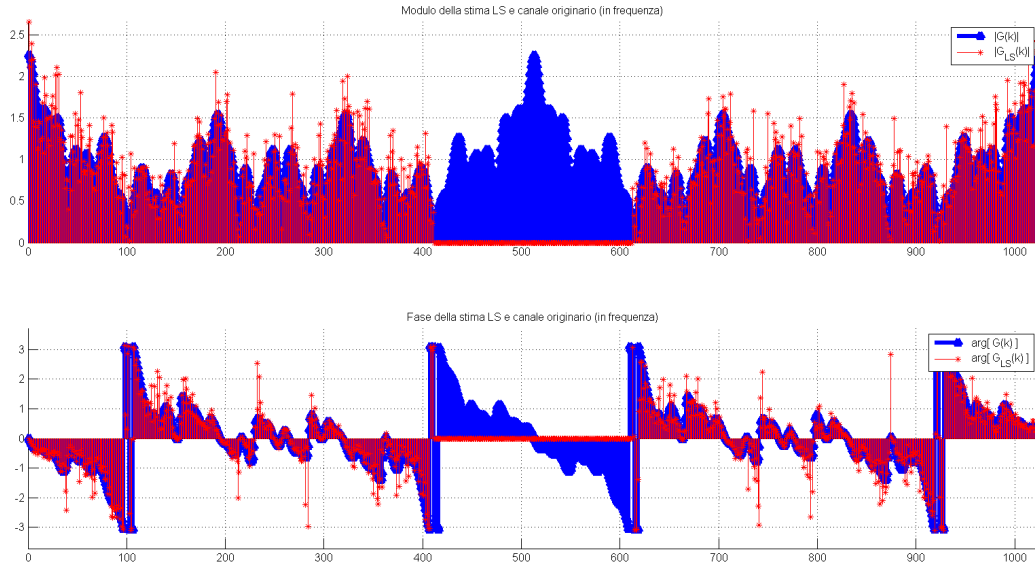 Modulo della stima LS e canale originario (in frequenza)
|G(k)|
|G_LS(k)|
2.5
2
1.5
1
0.5
0
0 100 200 300 400 500 600 700 800 900 1000
Fase della stima LS e canale originario (in frequenza)
arg[ G(k) ]
arg[ G_LS(k) ]
3
2
1
0
-1
-2
-3
0 100 200 300 400 500 600 700 800 900 1000